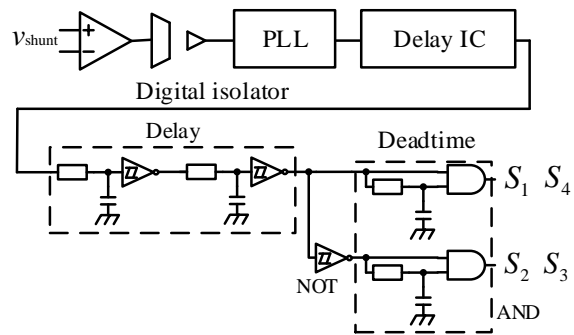 v_shunt
+
−
PLL
Delay IC
Digital isolator
Delay
Deadtime
S_1 S_4
NOT
S_2 S_3
AND